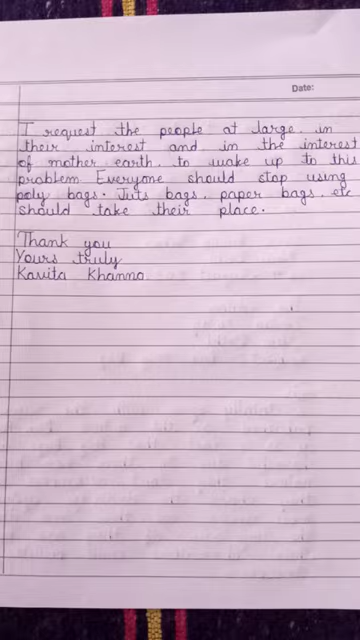 Date:
I request the people at large. in
their interest and in the interest
of mother earth. to wake up to this
problem Everyone should stop using
poly bags. Juts bags, paper bags, etc
should take their place.
Thank you
Yours truly
Kavita Khanna